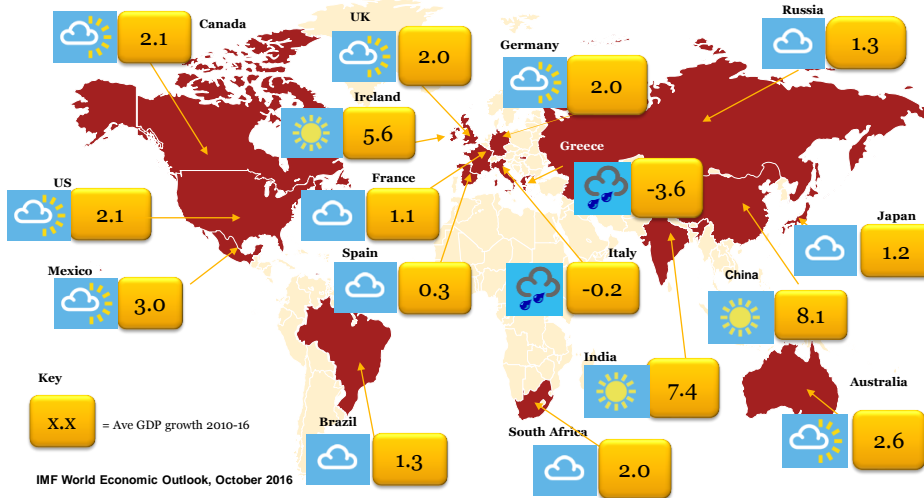 Canada
2.1
UK
2.0
Germany
2.0
Russia
1.3
Ireland
5.6
Greece
-3.6
US
2.1
France
1.1
Japan
1.2
Mexico
3.0
Spain
0.3
Italy
-0.2
China
8.1
India
7.4
Australia
2.6
Brazil
1.3
South Africa
2.0
Key
x.x
= Ave GDP growth 2010-16
IMF World Economic Outlook, October 2016